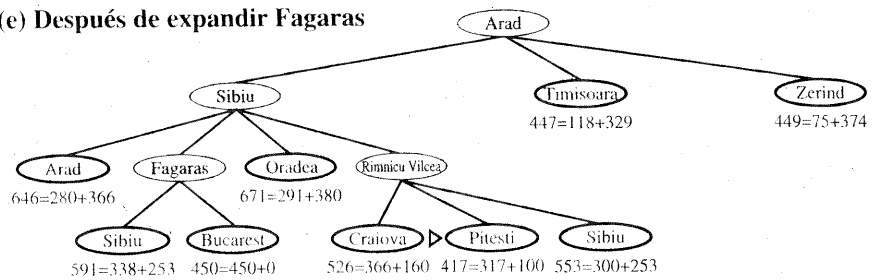 (e) Después de expandir Fagaras
Arad
Sibiu
Timisoara
Zerind
447=118+329
449=75+374
Arad
Fagaras
Oradea
Rimnicu Vilcea
646=280+366
671=291+380
Sibiu
Bucarest
Craiova
Pitesti
Sibiu
591=338+253
450=450+0
526=366+160
417=317+100
553=300+253